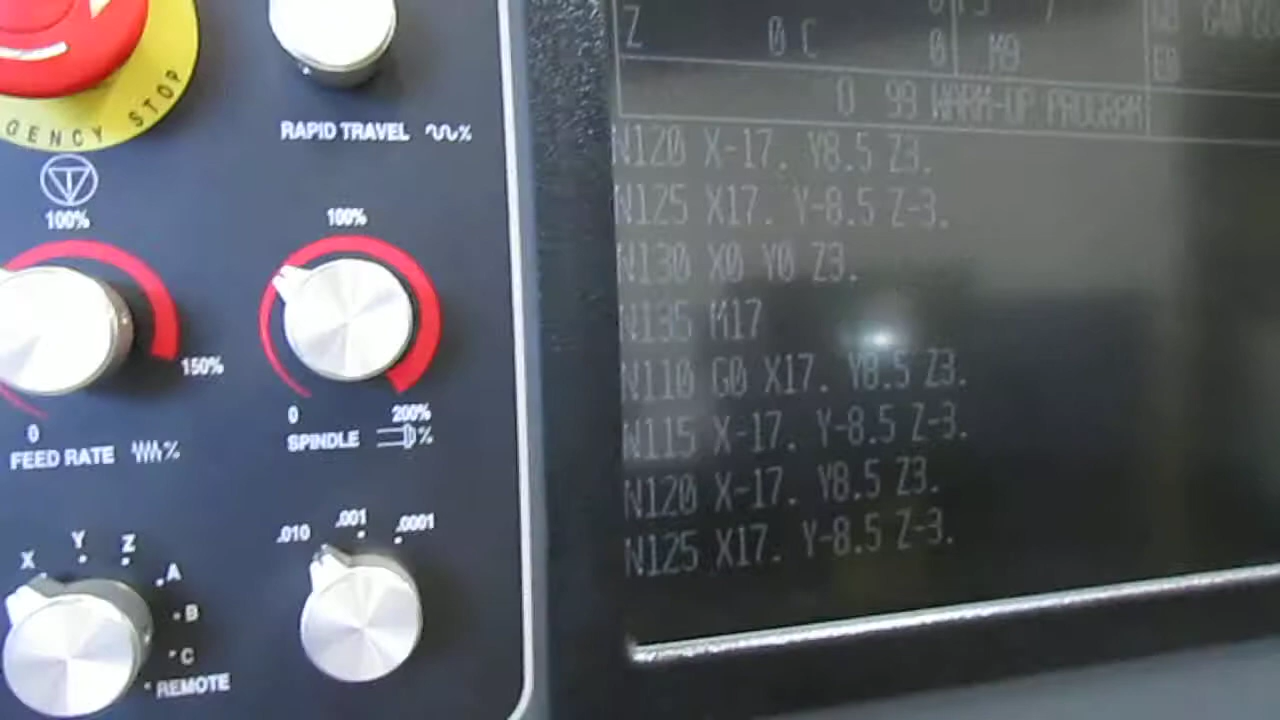 GENCY STOP
RAPID TRAVEL %
100%
150%
0
FEED RATE %
100%
0
200%
SPINDLE %
X
Y
Z
A
B
C
REMOTE
.010
.001
.0001
Z 0 C 0 M9
0 99 WARM-UP PROGRAM
N120 X-17. Y8.5 Z3.
N125 X17. Y-8.5 Z-3.
N130 X0 Y0 Z3.
N135 M17
N110 G0 X17. Y8.5 Z3.
N115 X-17. Y-8.5 Z-3.
N120 X-17. Y8.5 Z3.
N125 X17. Y-8.5 Z-3.